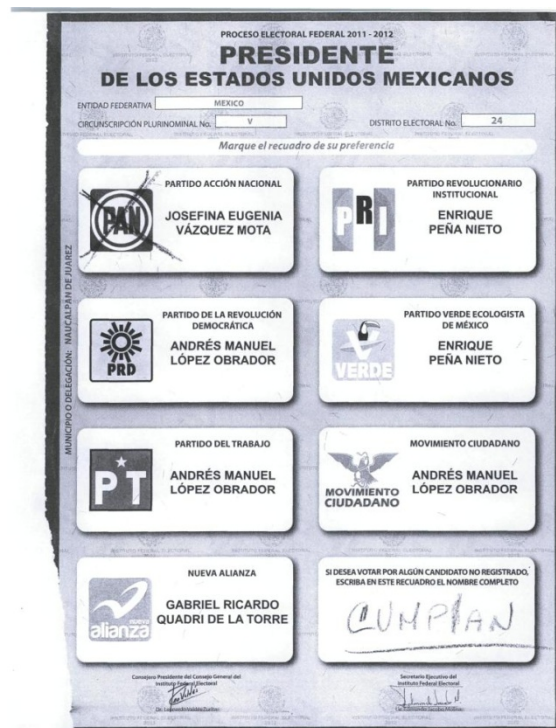 PROCESO ELECTORAL FEDERAL 2011 - 2012
PRESIDENTE
DE LOS ESTADOS UNIDOS MEXICANOS
ENTIDAD FEDERATIVA MEXICO
CIRCUNSCRIPCIÓN PLURINOMINAL No. V DISTRITO ELECTORAL No. 24
Marque el recuadro de su preferencia
MUNICIPIO O DELEGACIÓN: NAUCALPAN DE JUAREZ
PAN
PARTIDO ACCIÓN NACIONAL
JOSEFINA EUGENIA
VÁZQUEZ MOTA
PRI
PARTIDO REVOLUCIONARIO
INSTITUCIONAL
ENRIQUE
PEÑA NIETO
PRD
PARTIDO DE LA REVOLUCIÓN
DEMOCRÁTICA
ANDRÉS MANUEL
LÓPEZ OBRADOR
VERDE
PARTIDO VERDE ECOLOGISTA
DE MÉXICO
ENRIQUE
PEÑA NIETO
PT
PARTIDO DEL TRABAJO
ANDRÉS MANUEL
LÓPEZ OBRADOR
MOVIMIENTO
CIUDADANO
MOVIMIENTO CIUDADANO
ANDRÉS MANUEL
LÓPEZ OBRADOR
nueva
alianza
NUEVA ALIANZA
GABRIEL RICARDO
QUADRI DE LA TORRE
SI DESEA VOTAR POR ALGÚN CANDIDATO NO REGISTRADO,
ESCRIBA EN ESTE RECUADRO EL NOMBRE COMPLETO
CUMPLAN
Consejero Presidente del Consejo General del
Instituto Federal Electoral
Secretario Ejecutivo del
Instituto Federal Electoral